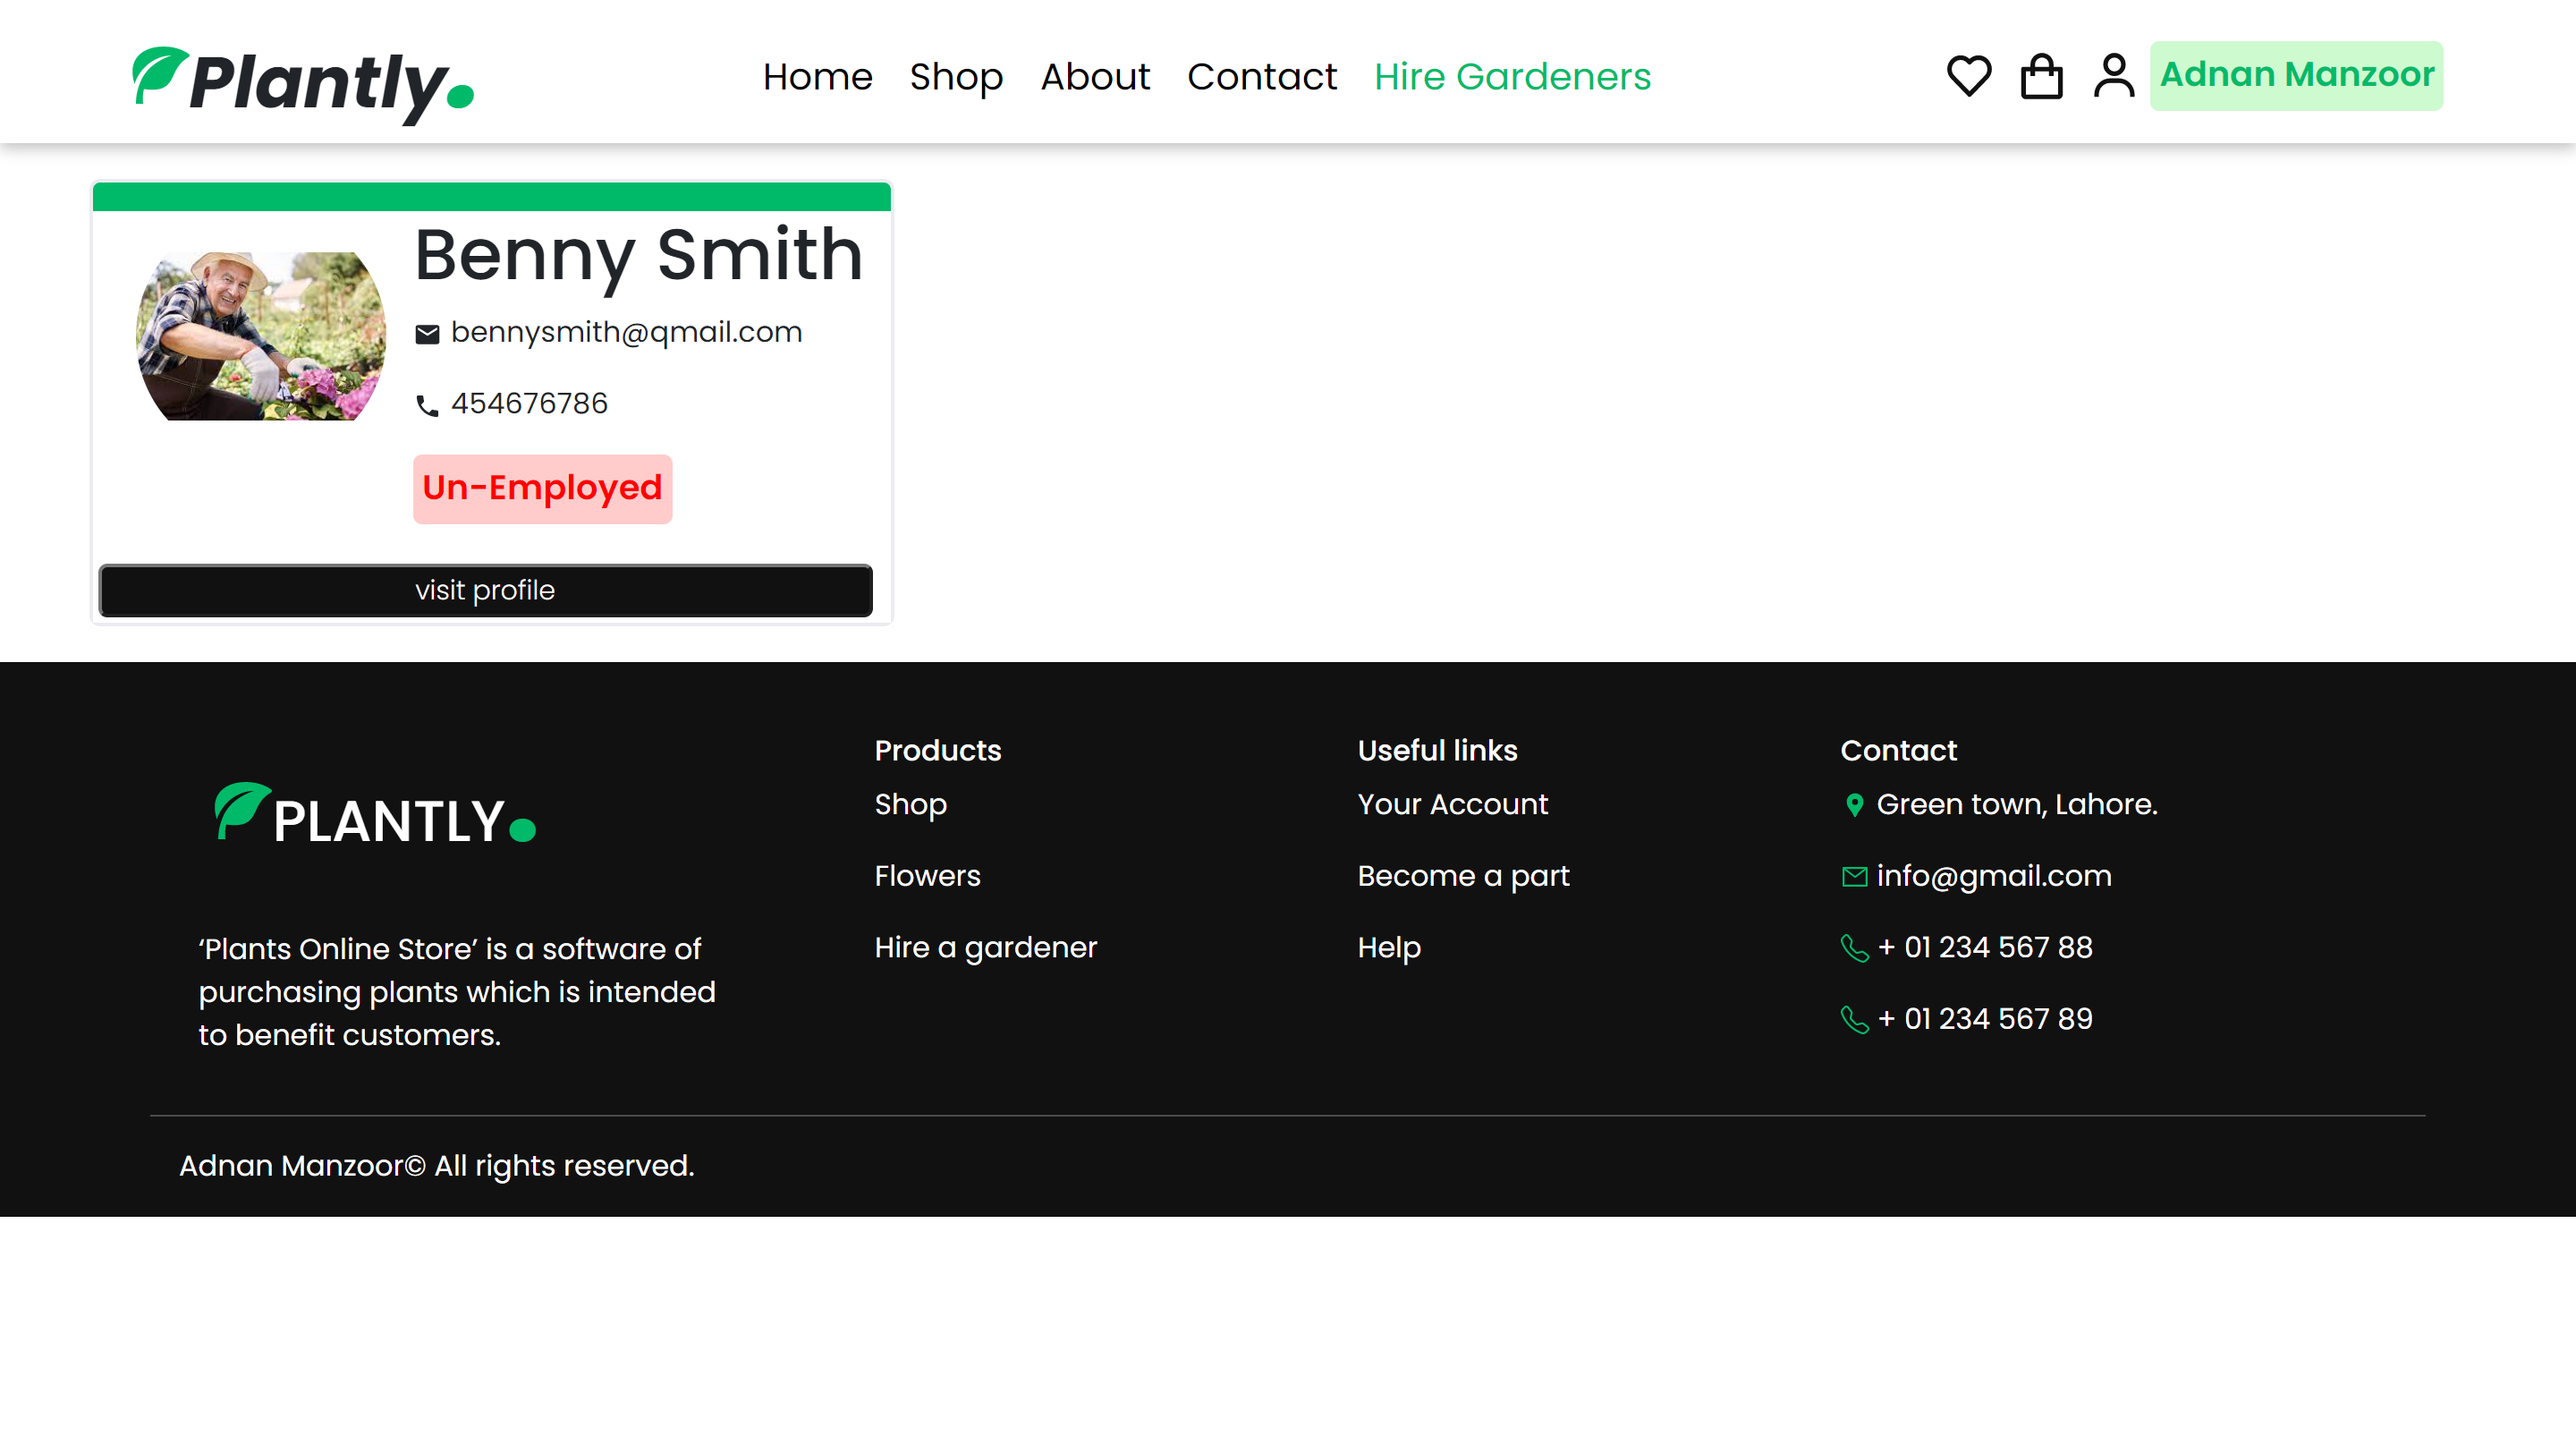 Plantly.
Home Shop About Contact Hire Gardeners
Adnan Manzoor
Benny Smith
bennysmith@qmail.com
454676786
Un-Employed
visit profile
PLANTLY.
‘Plants Online Store’ is a software of
purchasing plants which is intended
to benefit customers.
Products
Shop
Flowers
Hire a gardener
Useful links
Your Account
Become a part
Help
Contact
Green town, Lahore.
info@gmail.com
+ 01 234 567 88
+ 01 234 567 89
Adnan Manzoor© All rights reserved.